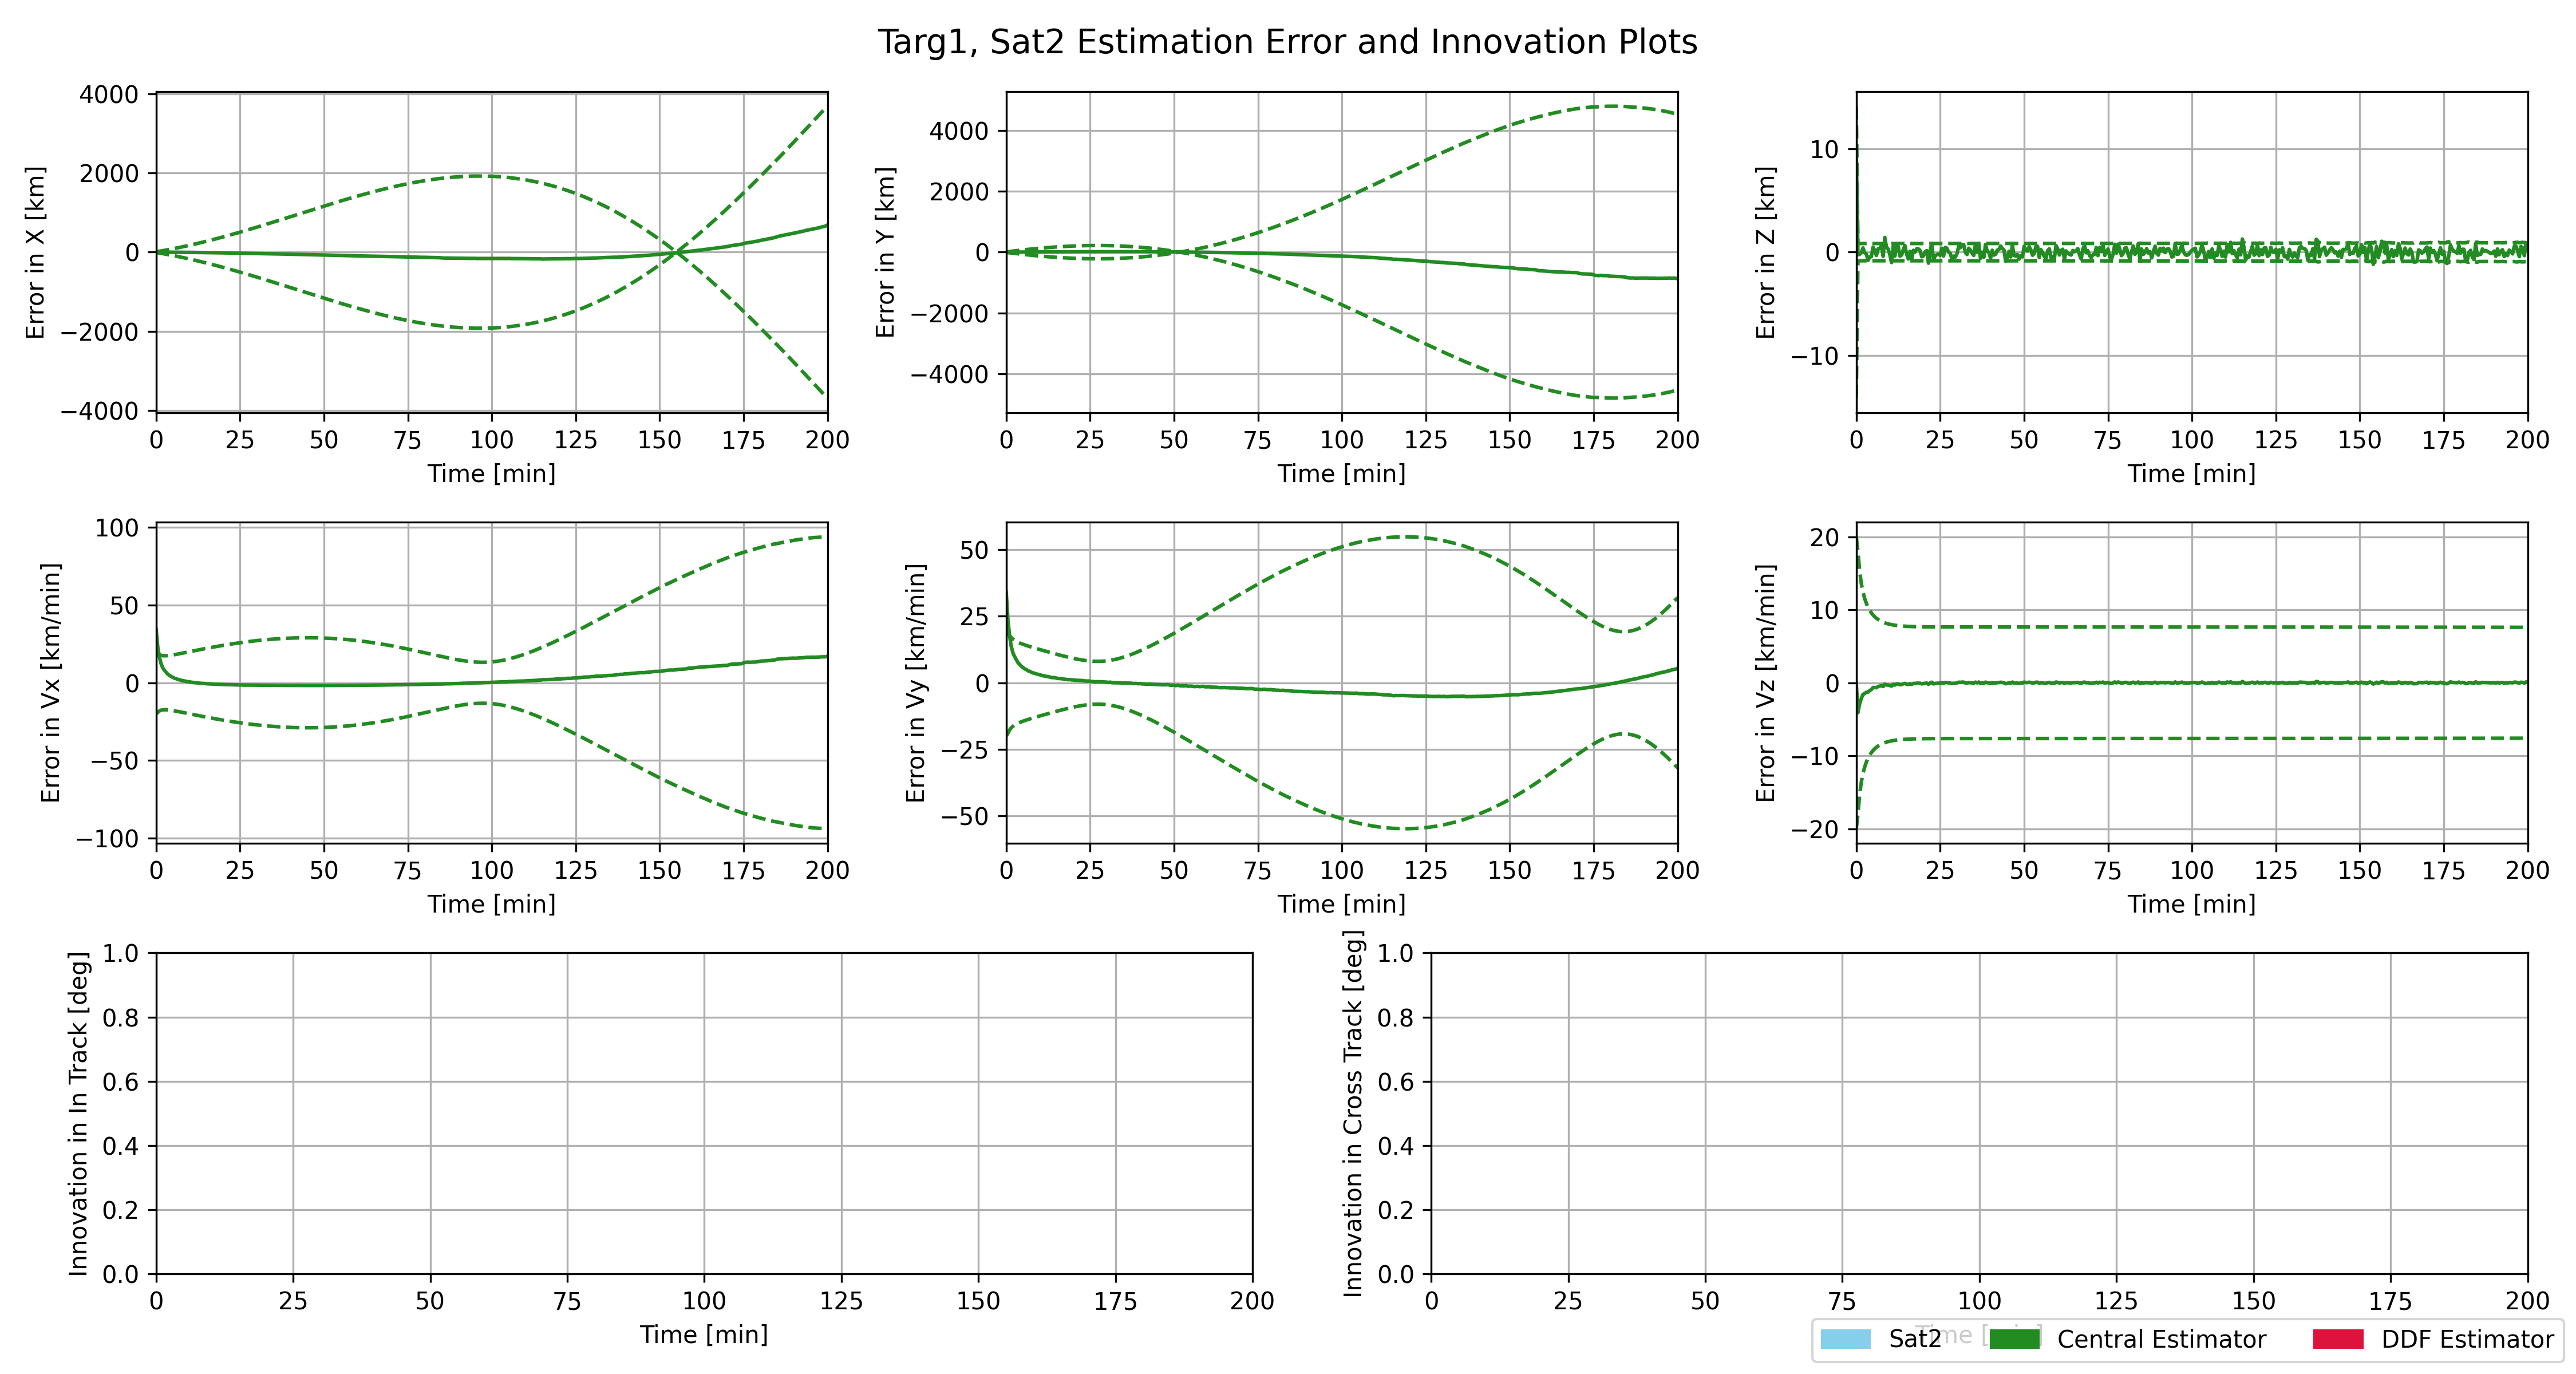 Targ1, Sat2 Estimation Error and Innovation Plots
Error in X [km]
4000
2000
0
−2000
−4000
0 25 50 75 100 125 150 175 200
Time [min]
Error in Y [km]
4000
2000
0
−2000
−4000
0 25 50 75 100 125 150 175 200
Time [min]
Error in Z [km]
10
0
−10
0 25 50 75 100 125 150 175 200
Time [min]
Error in Vx [km/min]
100
50
0
−50
−100
0 25 50 75 100 125 150 175 200
Time [min]
Error in Vy [km/min]
50
25
0
−25
−50
0 25 50 75 100 125 150 175 200
Time [min]
Error in Vz [km/min]
20
10
0
−10
−20
0 25 50 75 100 125 150 175 200
Time [min]
Innovation in In Track [deg]
1.0
0.8
0.6
0.4
0.2
0.0
0 25 50 75 100 125 150 175 200
Time [min]
Innovation in Cross Track [deg]
1.0
0.8
0.6
0.4
0.2
0.0
0 25 50 75 100 125 150 175 200
Sat2 Central Estimator DDF Estimator